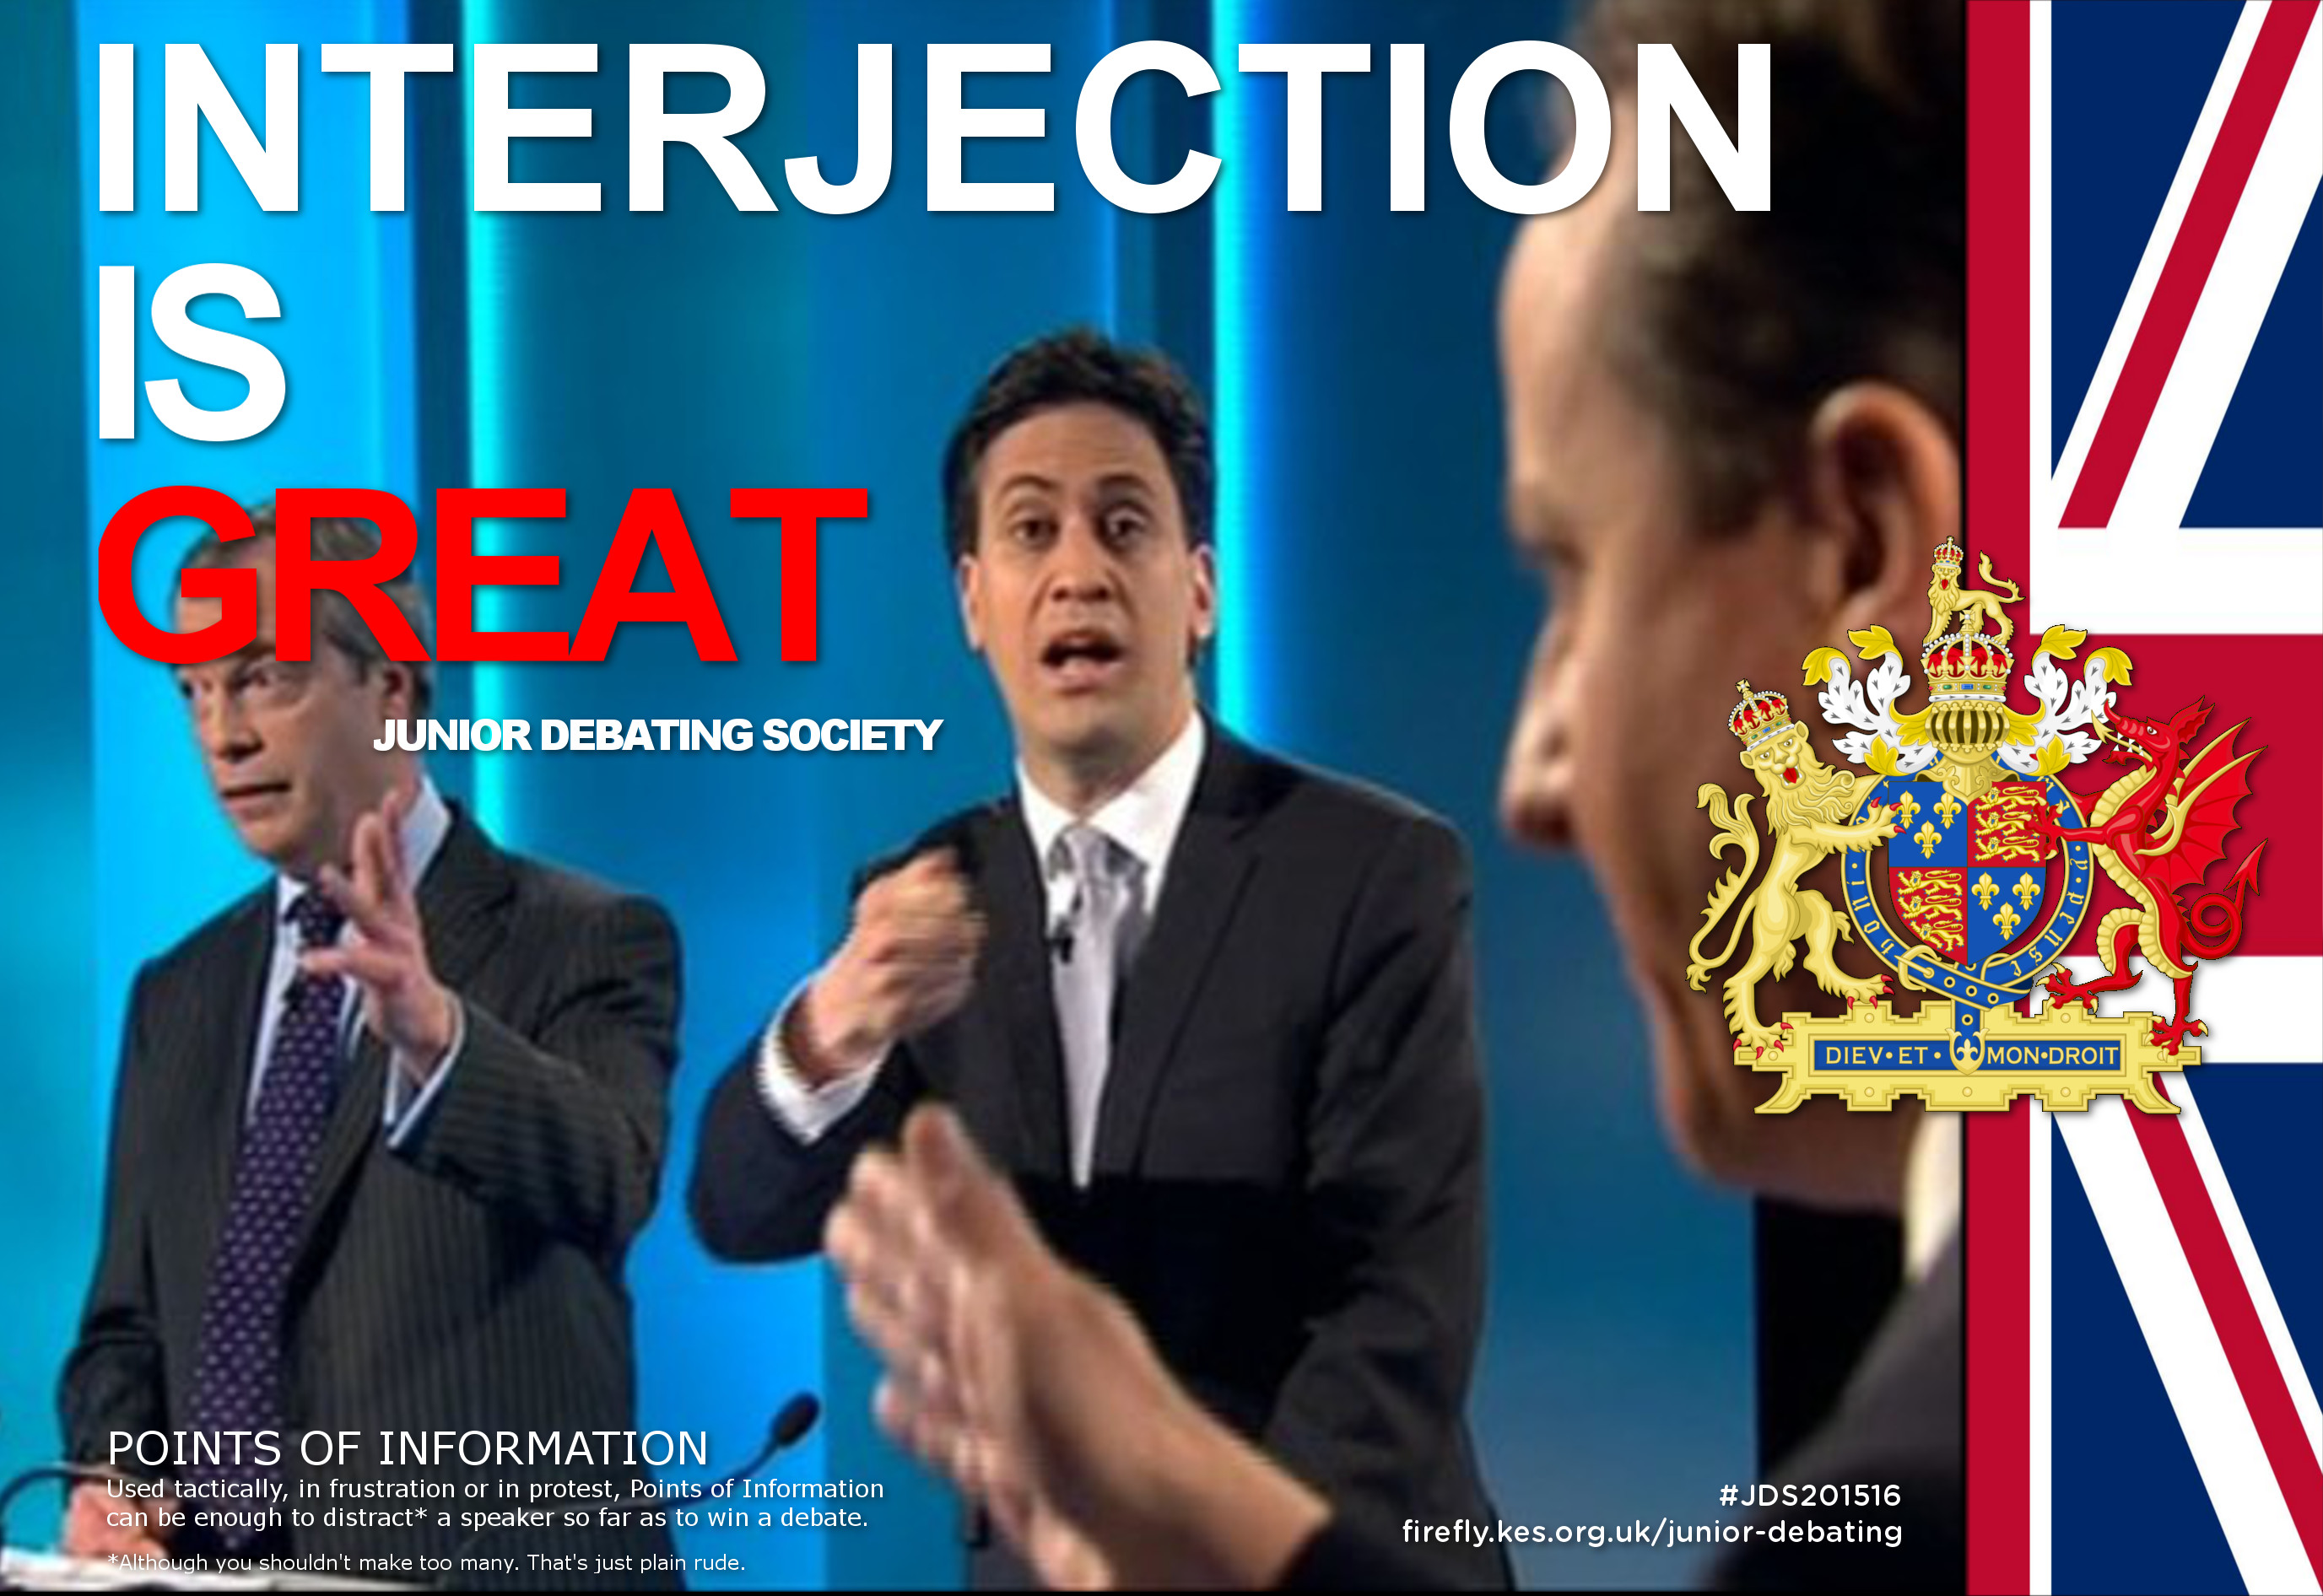 INTERJECTION
IS
GREAT
JUNIOR DEBATING SOCIETY
DIEV·ET·MON·DROIT
POINTS OF INFORMATION
Used tactically, in frustration or in protest, Points of Information
can be enough to distract* a speaker so far as to win a debate.
*Although you shouldn't make too many. That's just plain rude.
#JDS201516
firefly.kes.org.uk/junior-debating